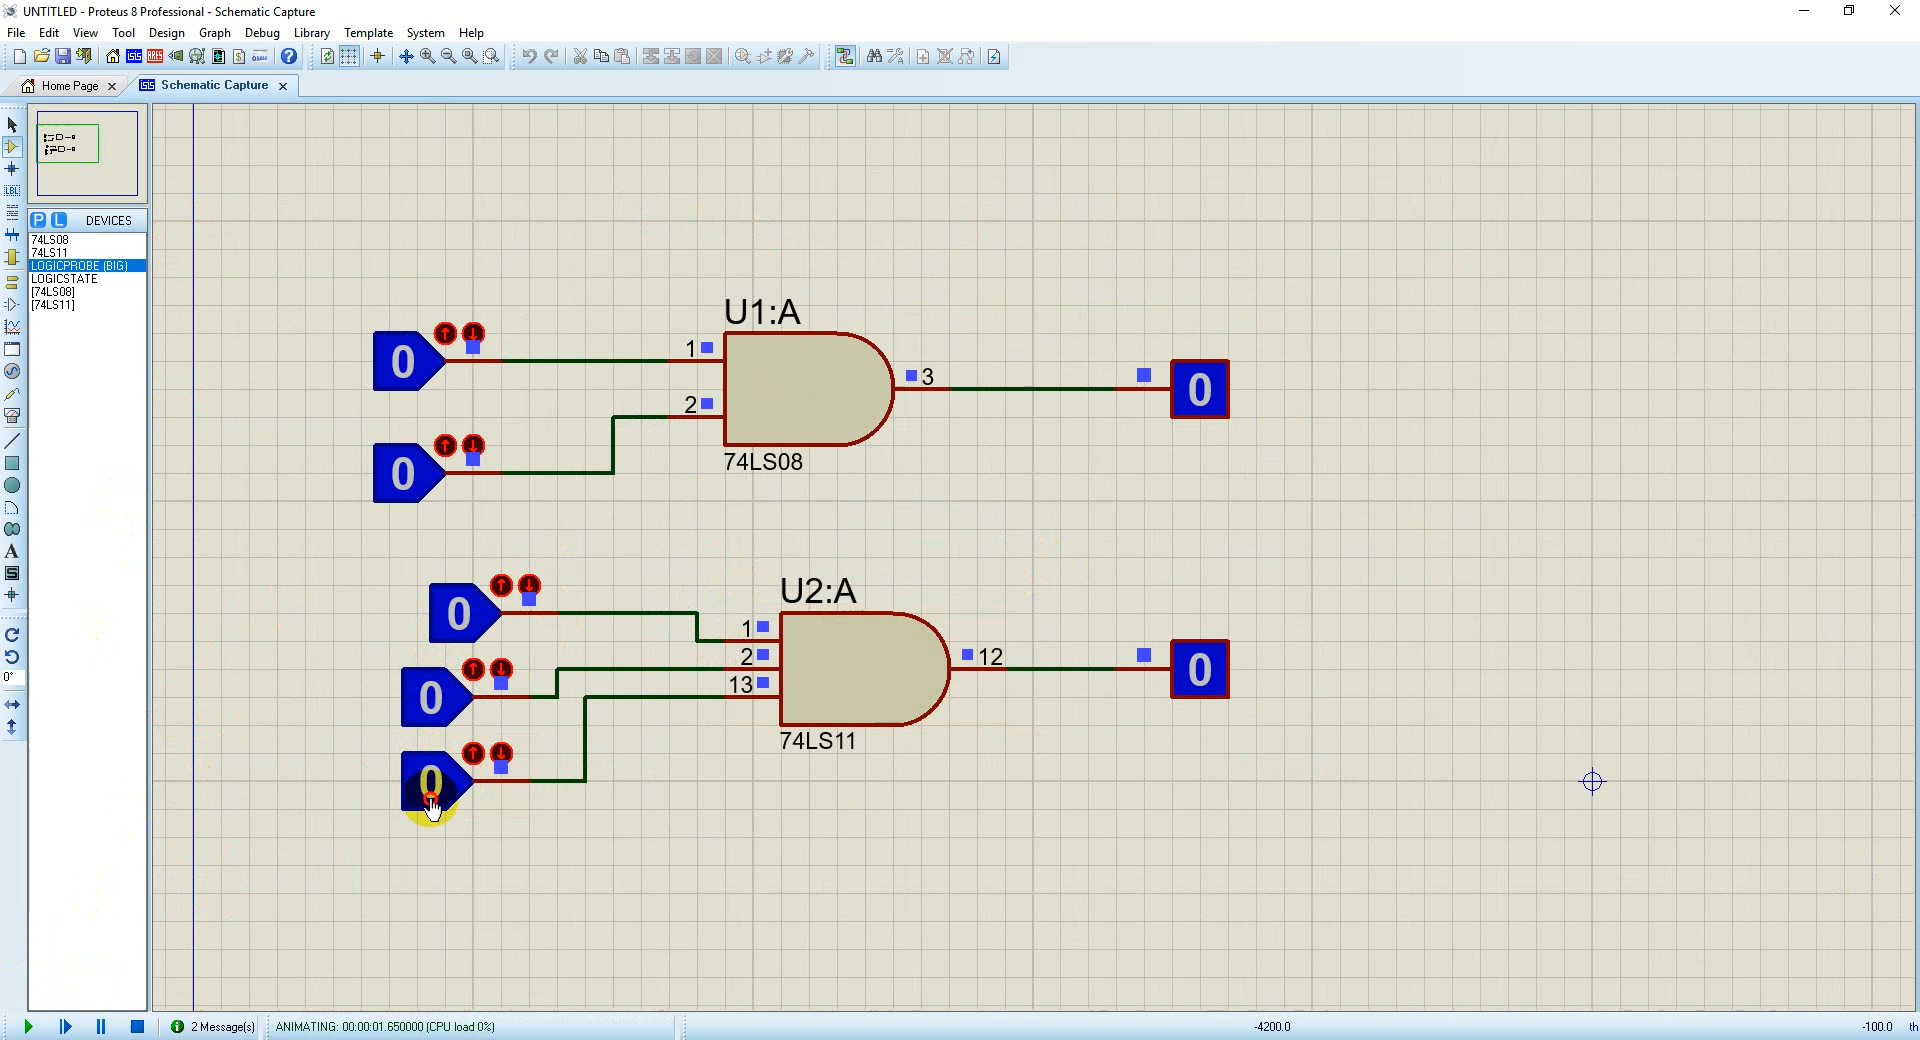 UNTITLED - Proteus 8 Professional - Schematic Capture
File Edit View Tool Design Graph Debug Library Template System Help
Home Page
Schematic Capture
P L DEVICES
74LS08
74LS11
LOGICPROBE (BIG)
LOGICSTATE
[74LS08]
[74LS11]
LBL
A
S
0°
U1:A
0
1
3
0
2
0
74LS08
U2:A
0
1
2
12
0
0
13
0
74LS11
2 Message(s)
ANIMATING: 00:00:01.650000 (CPU load 0%)
-4200.0
-100.0
th